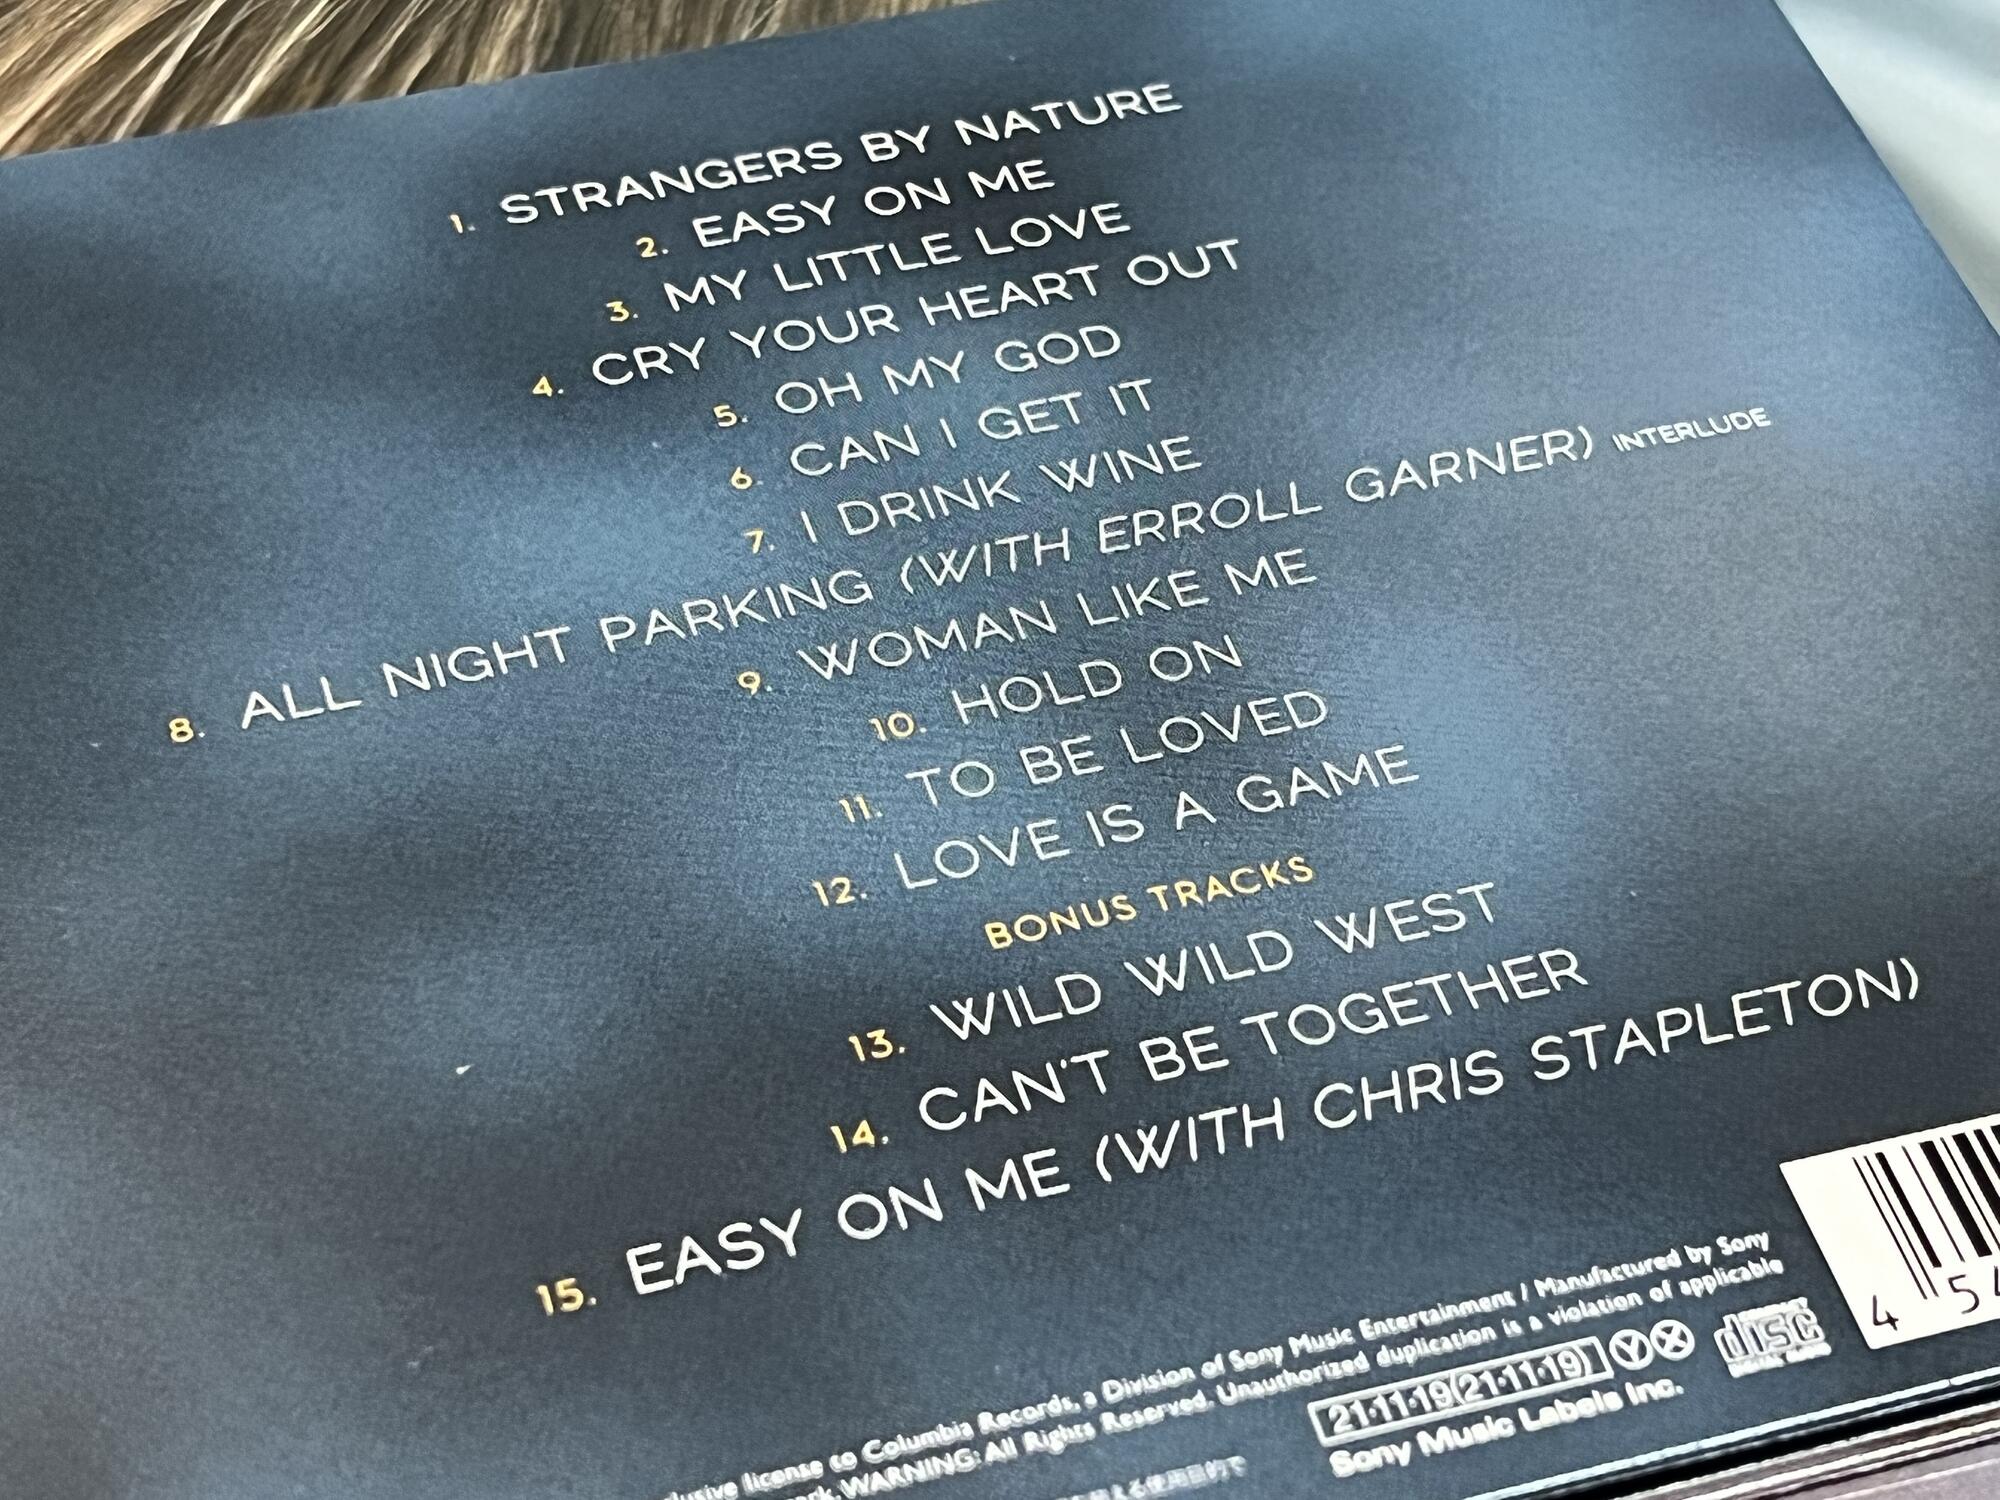 1. STRANGERS BY NATURE
2. EASY ON ME
3. MY LITTLE LOVE
4. CRY YOUR HEART OUT
5. OH MY GOD
6. CAN I GET IT
7. I DRINK WINE
8. ALL NIGHT PARKING (WITH ERROLL GARNER) INTERLUDE
9. WOMAN LIKE ME
10. HOLD ON
11. TO BE LOVED
12. LOVE IS A GAME
BONUS TRACKS
13. WILD WILD WEST
14. CAN'T BE TOGETHER
15. EASY ON ME (WITH CHRIS STAPLETON)
license to Columbia Records, a Division of Sony Music Entertainment / Manufactured by Sony
WARNING: All Rights Reserved. Unauthorized duplication is a violation of applicable
21·11·19(21·11·19) Y X
Sony Music Labels Inc.
disc
4 5